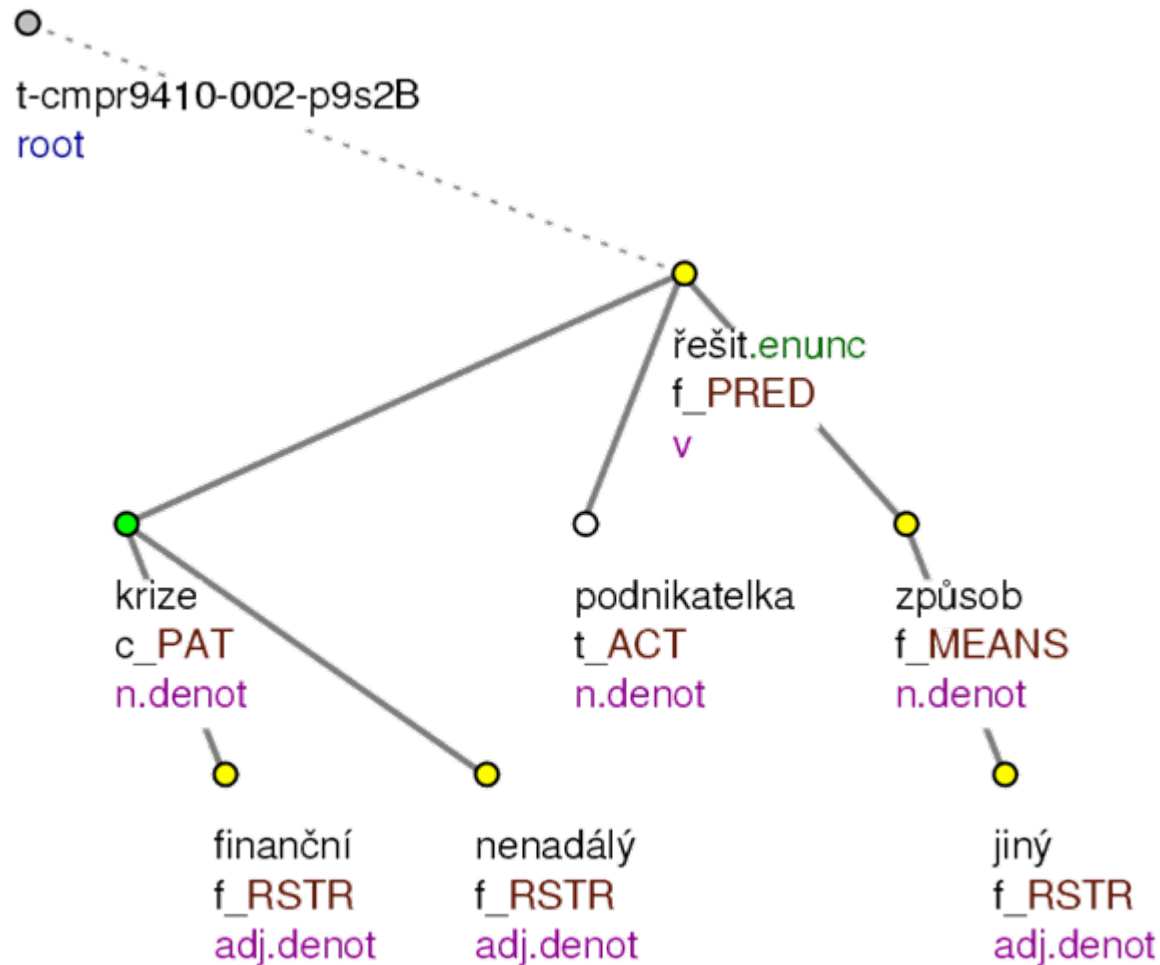 t-cmpr9410-002-p9s2B
root
řešit.enunc
f_PRED
v
krize
c_PAT
n.denot
podnikatelka
t_ACT
n.denot
způsob
f_MEANS
n.denot
finanční
f_RSTR
adj.denot
nenadálý
f_RSTR
adj.denot
jiný
f_RSTR
adj.denot